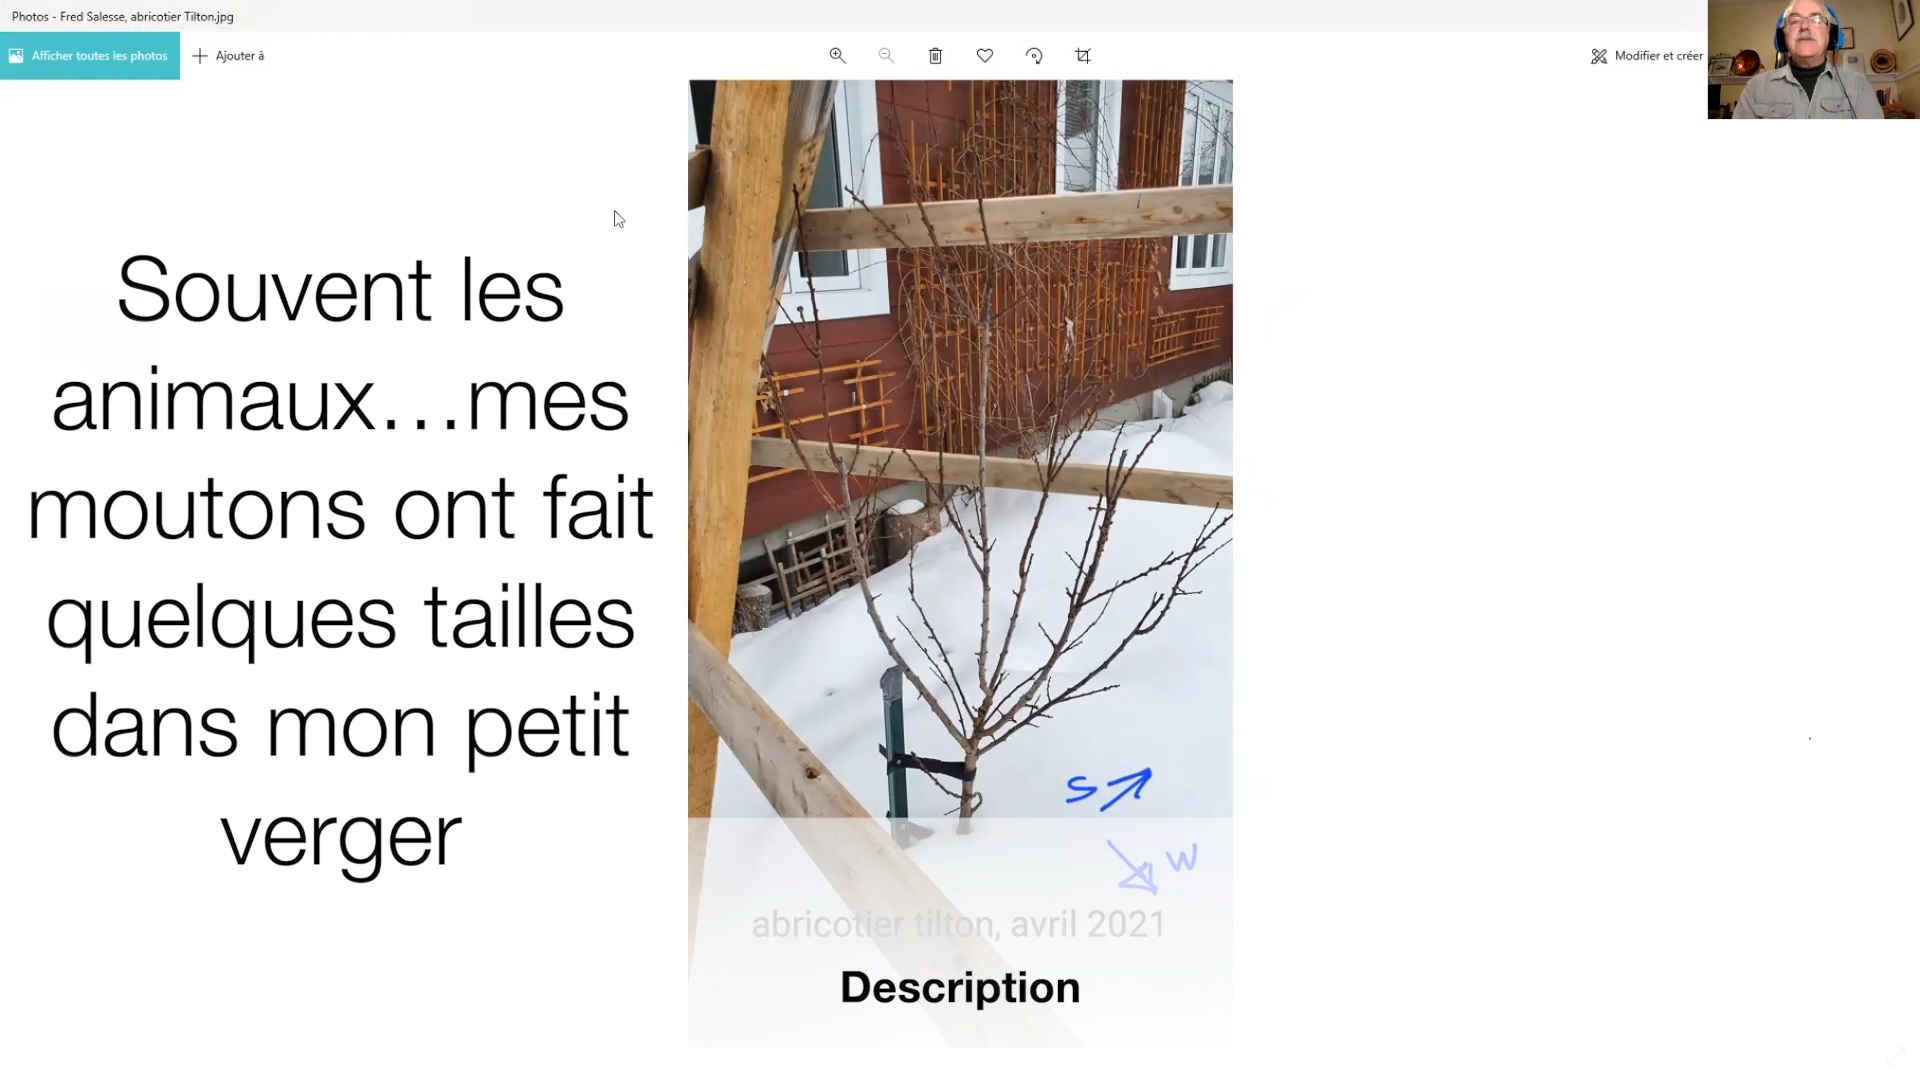 Photos - Fred Salesse, abricotier Tilton.jpg
Afficher toutes les photos
Ajouter à
Modifier et créer
Souvent les
animaux...mes
moutons ont fait
quelques tailles
dans mon petit
verger
S
W
abricotier tilton, avril 2021
Description